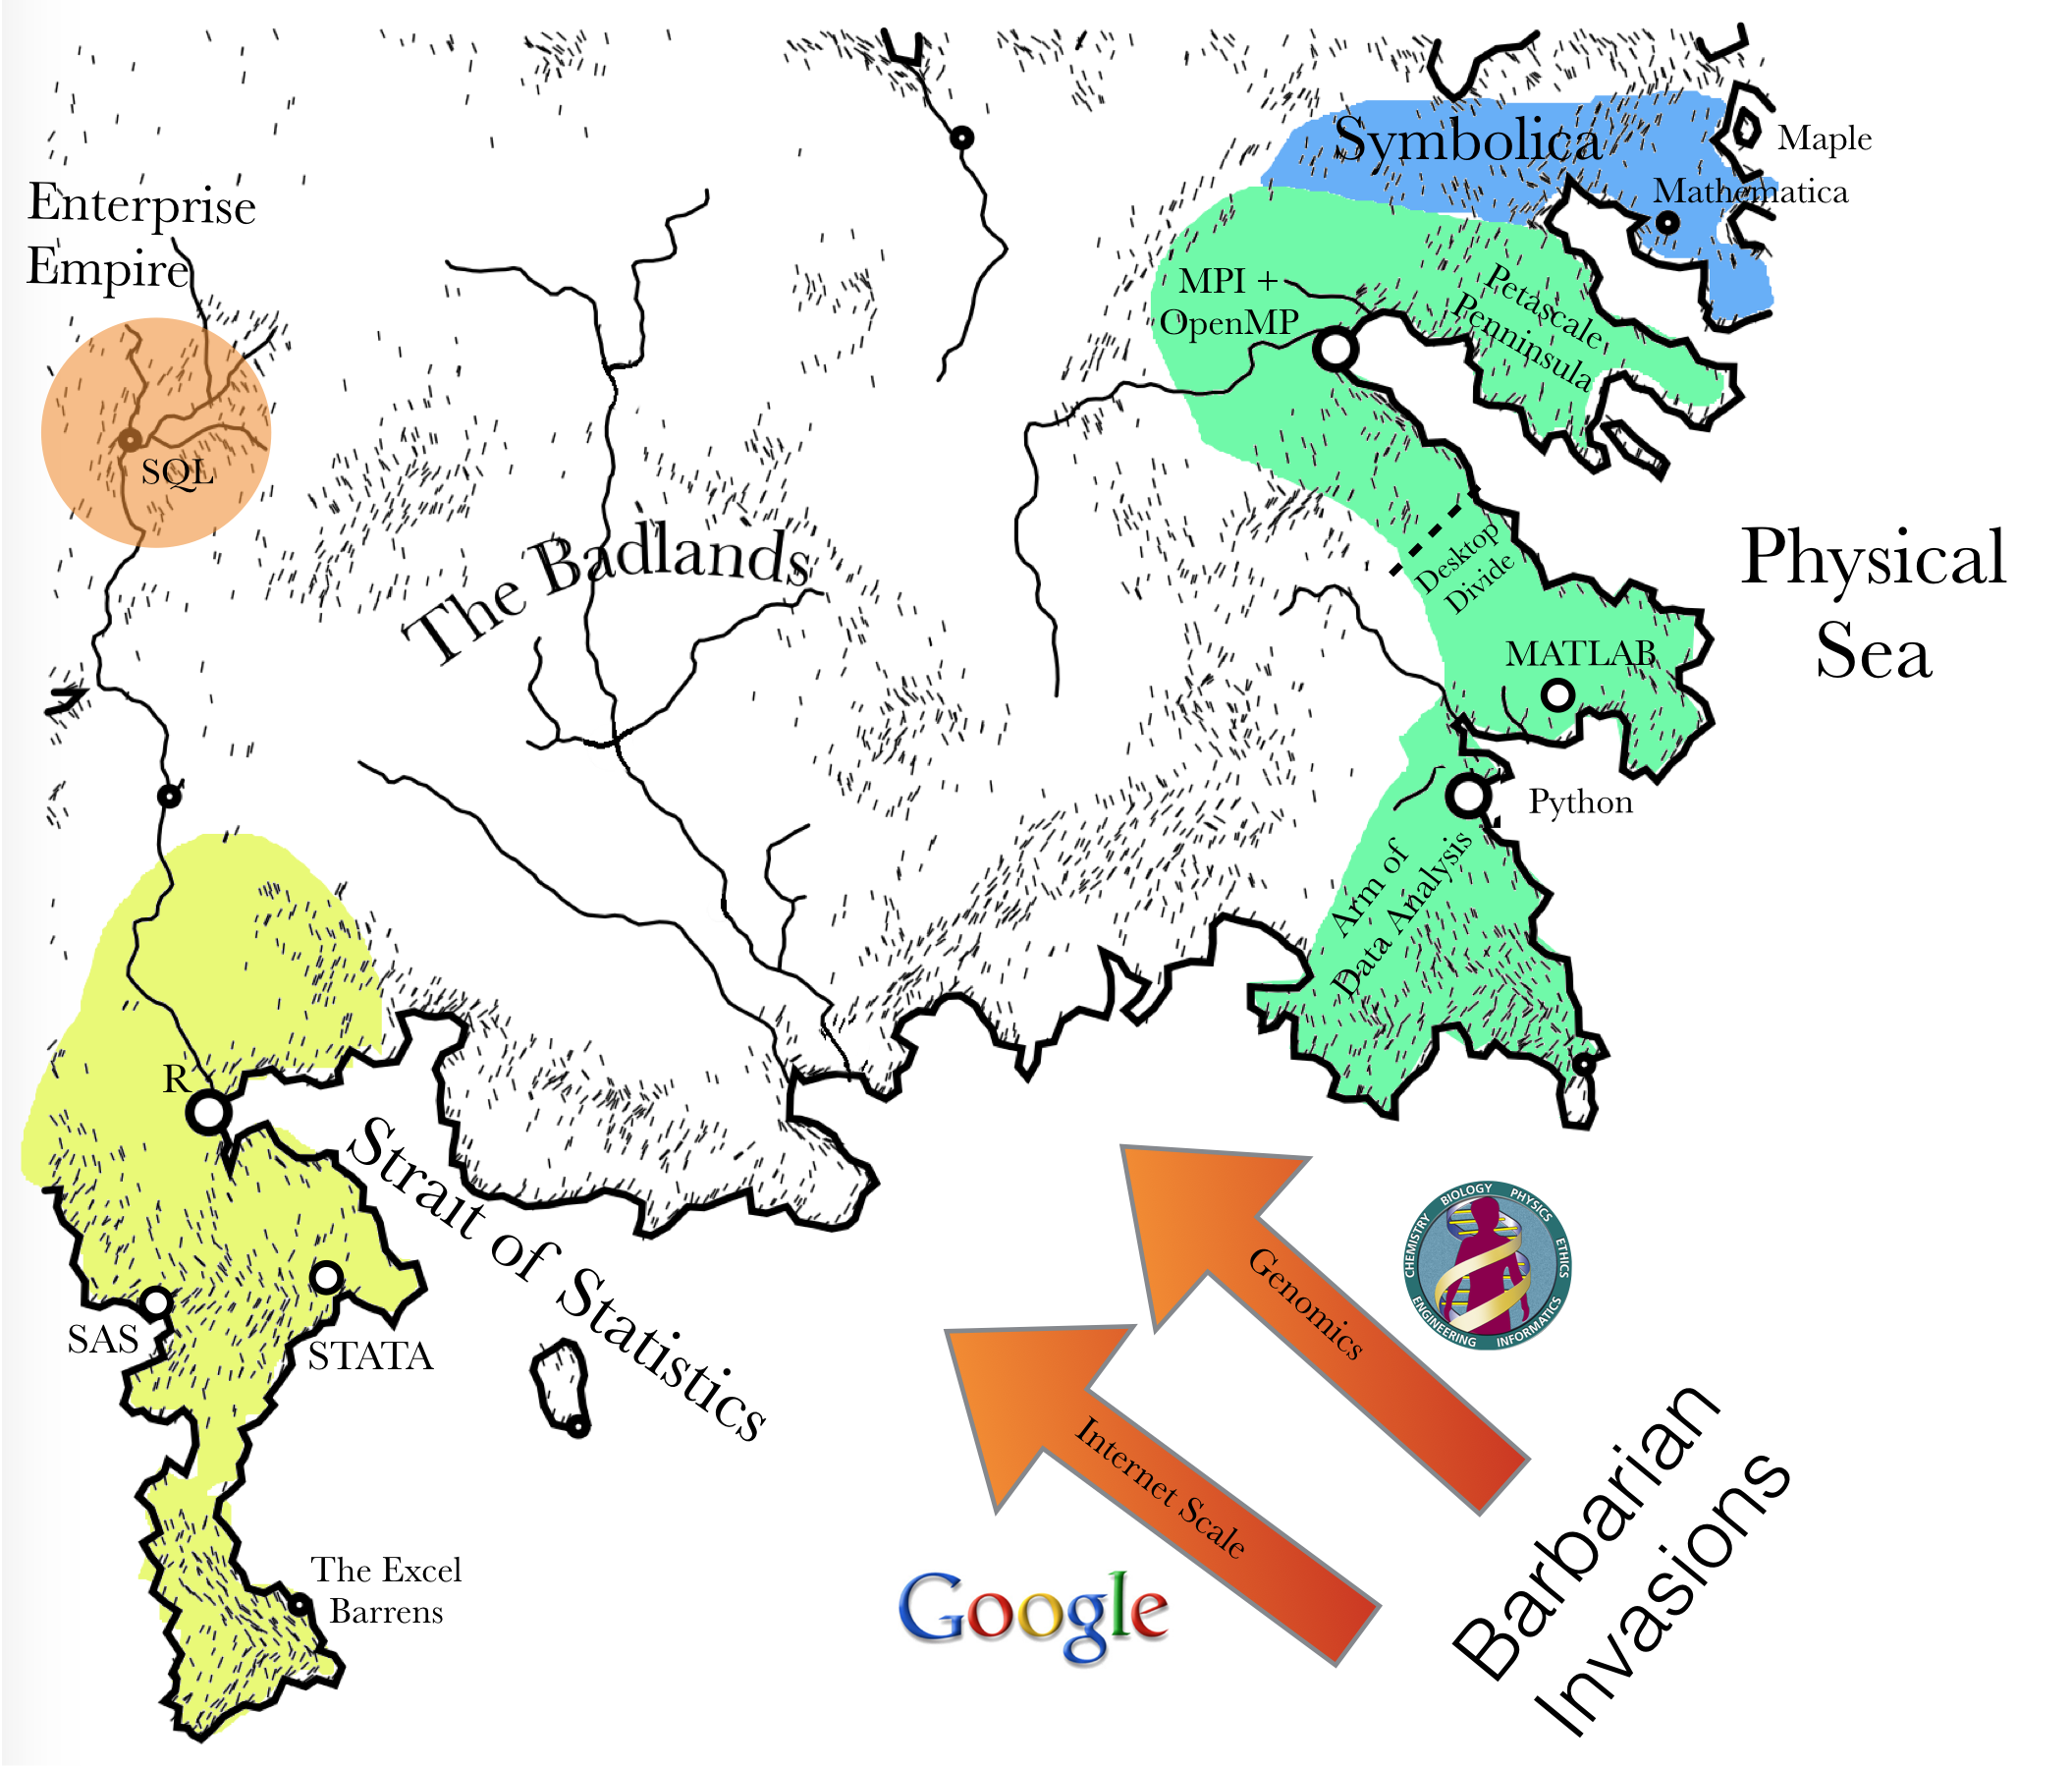 Symbolica
Maple
Mathematica
Enterprise
Empire
MPI +
OpenMP
Petascale
Penninsula
SQL
The Badlands
Desktop
Divide
Physical
Sea
MATLAB
Python
Arm of
Data Analysis
R
Strait of Statistics
SAS
STATA
Genomics
CHEMISTRY BIOLOGY PHYSICS ETHICS
ENGINEERING INFORMATICS
Internet Scale
The Excel
Barrens
Google
Barbarian
Invasions